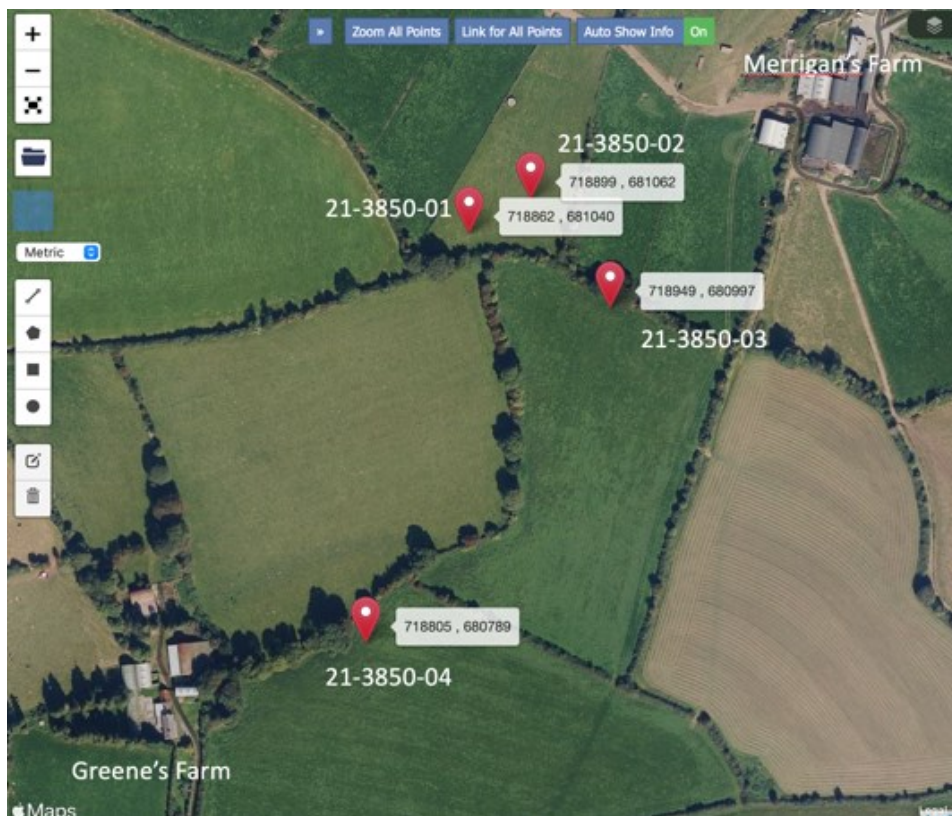 +
» Zoom All Points Link for All Points Auto Show Info On
−
Merrigan's Farm
21-3850-02
718899 , 681062
21-3850-01
718862 , 681040
Metric
718949 , 680997
21-3850-03
718805 , 680789
21-3850-04
Greene's Farm
Maps
Legal